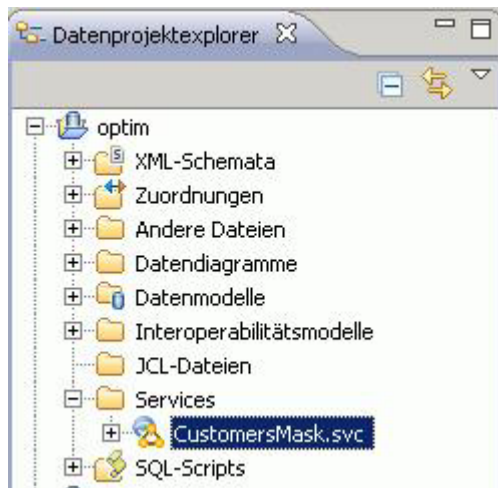 Datenprojektexplorer
optim
XML-Schemata
Zuordnungen
Andere Dateien
Datendiagramme
Datenmodelle
Interoperabilitätsmodelle
JCL-Dateien
Services
CustomersMask.svc
SQL-Scripts